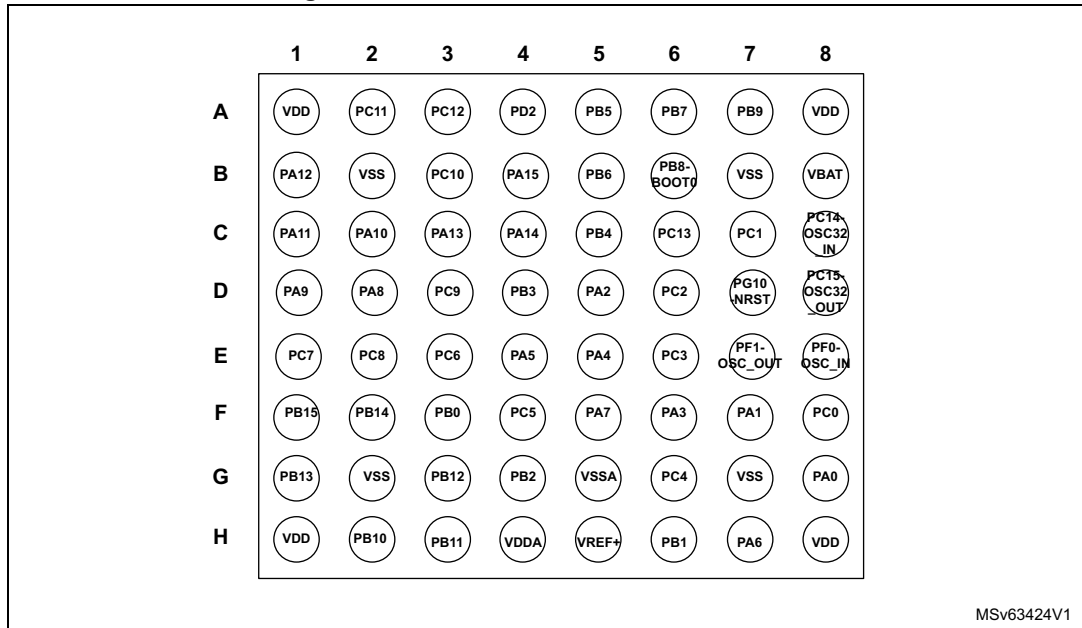 1 2 3 4 5 6 7 8
A VDD PC11 PC12 PD2 PB5 PB7 PB9 VDD
B PA12 VSS PC10 PA15 PB6 PB8-BOOT0 VSS VBAT
C PA11 PA10 PA13 PA14 PB4 PC13 PC1 PC14-OSC32_IN
D PA9 PA8 PC9 PB3 PA2 PC2 PG10-NRST PC15-OSC32_OUT
E PC7 PC8 PC6 PA5 PA4 PC3 PF1-OSC_OUT PF0-OSC_IN
F PB15 PB14 PB0 PC5 PA7 PA3 PA1 PC0
G PB13 VSS PB12 PB2 VSSA PC4 VSS PA0
H VDD PB10 PB11 VDDA VREF+ PB1 PA6 VDD
MSv63424V1